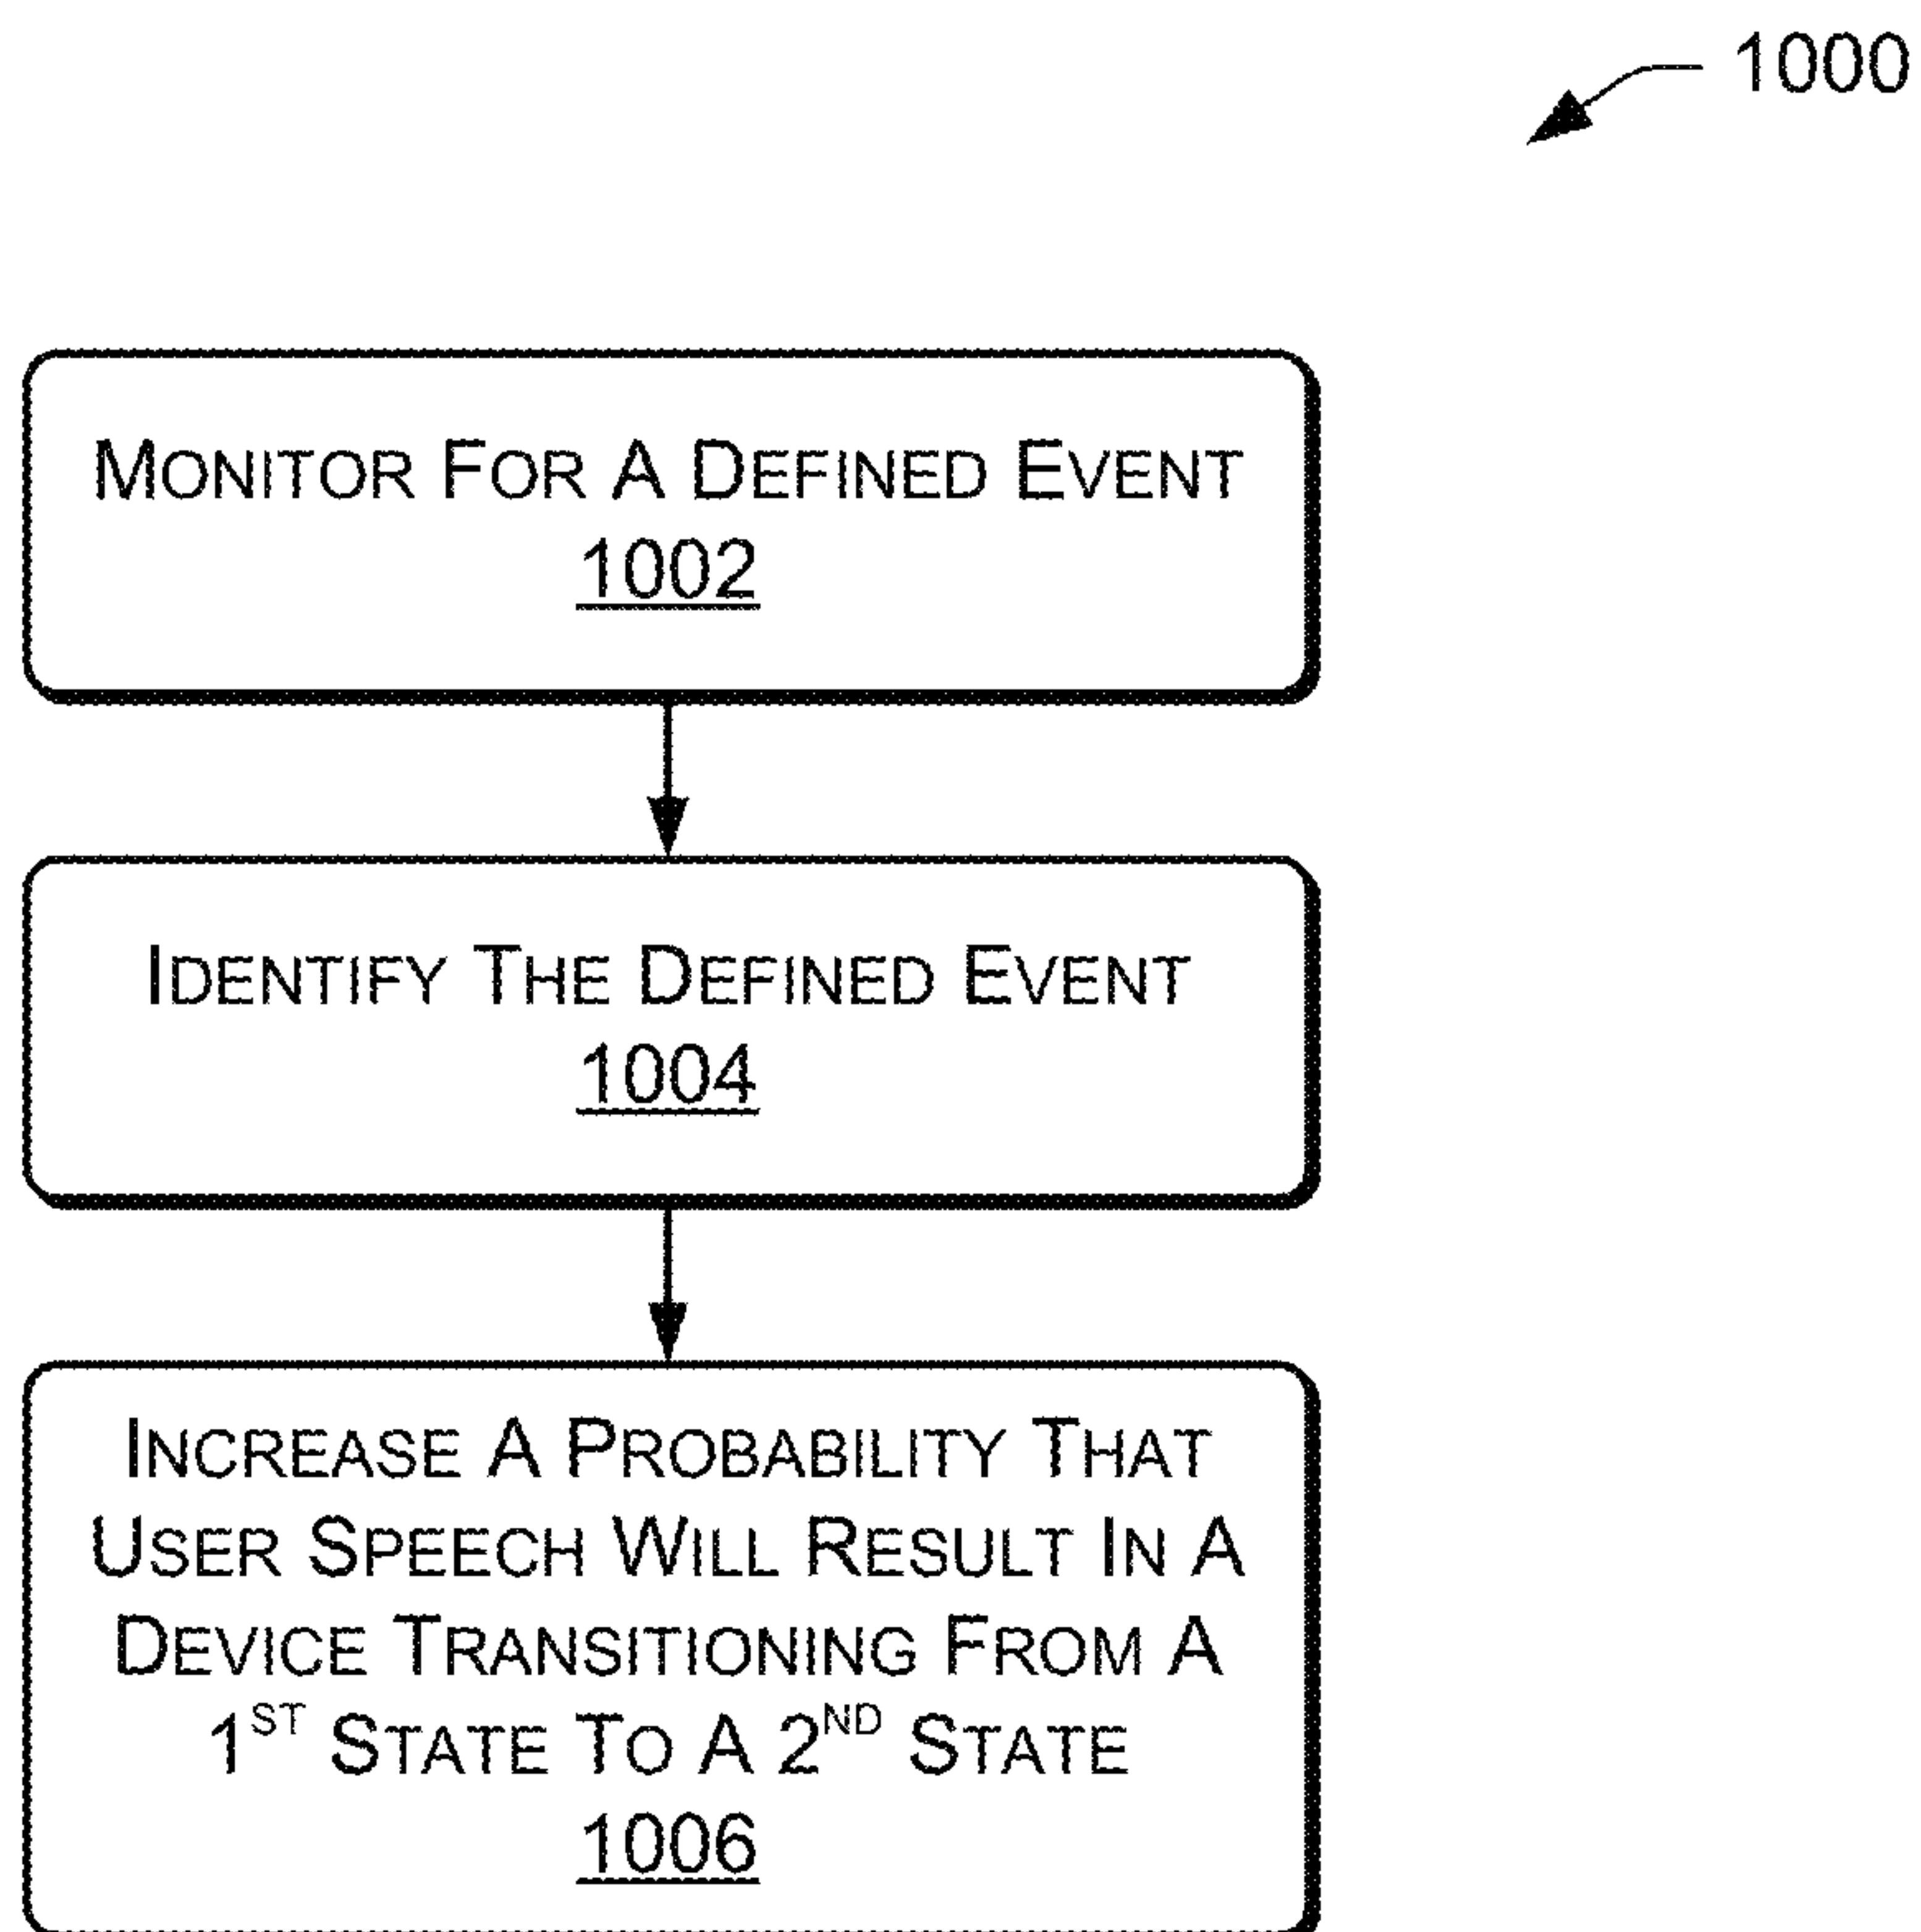 1000
MONITOR FOR A DEFINED EVENT
1002
IDENTIFY THE DEFINED EVENT
1004
INCREASE A PROBABILITY THAT
USER SPEECH WILL RESULT IN A
DEVICE TRANSITIONING FROM A
1ST STATE TO A 2ND STATE
1006